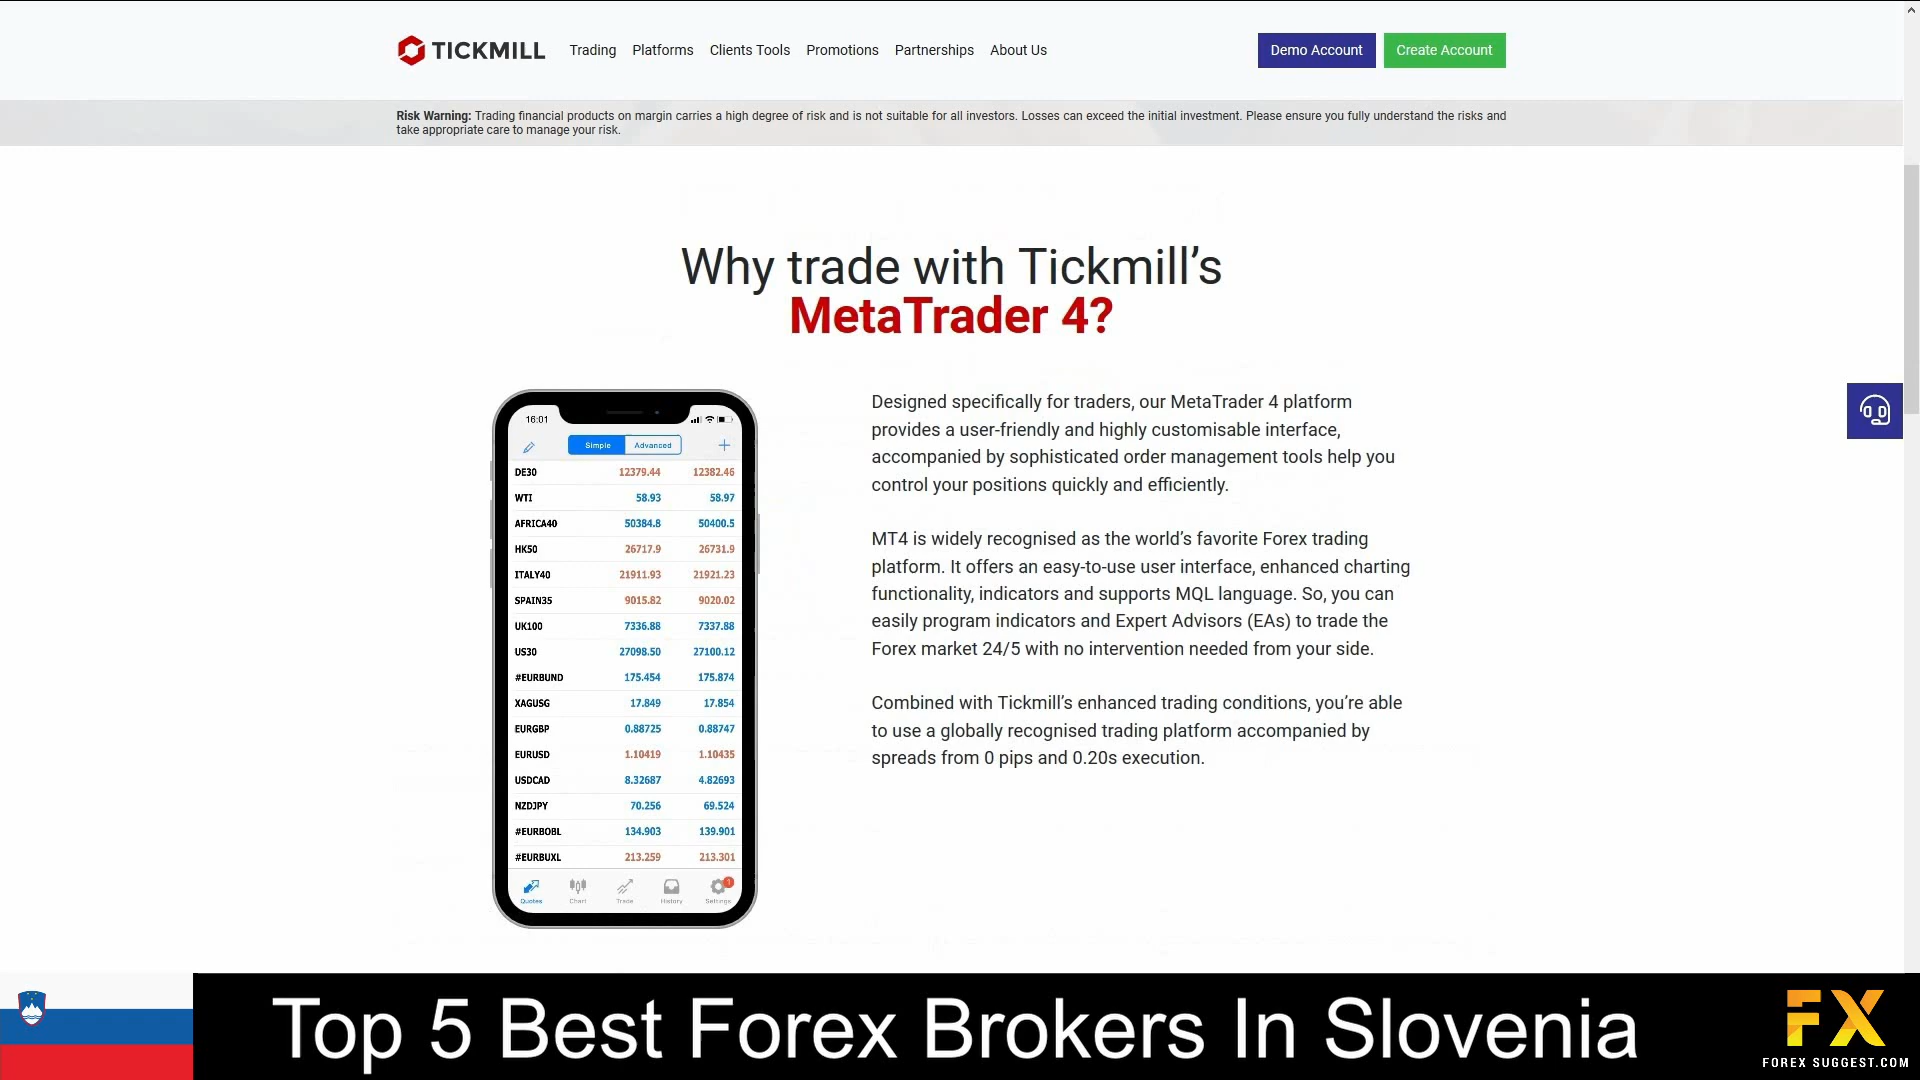 TICKMILL Trading Platforms Clients Tools Promotions Partnerships About Us Demo Account Create Account
Risk Warning: Trading financial products on margin carries a high degree of risk and is not suitable for all investors. Losses can exceed the initial investment. Please ensure you fully understand the risks and
take appropriate care to manage your risk.
Why trade with Tickmill’s
MetaTrader 4?
16:01
Simple Advanced
DE30 12379.44 12382.46
WTI 58.93 58.97
AFRICA40 50384.8 50400.5
HK50 26717.9 26731.9
ITALY40 21911.93 21921.23
SPAIN35 9015.82 9020.02
UK100 7336.88 7337.88
US30 27098.50 27100.12
#EURBUND 175.454 175.874
XAGUSG 17.849 17.854
EURGBP 0.88725 0.88747
EURUSD 1.10419 1.10435
USDCAD 8.32687 4.82693
NZDJPY 70.256 69.524
#EURBOBL 134.903 139.901
#EURBUXL 213.259 213.301
1
Quotes Chart Trade History Settings
Designed specifically for traders, our MetaTrader 4 platform
provides a user-friendly and highly customisable interface,
accompanied by sophisticated order management tools help you
control your positions quickly and efficiently.
MT4 is widely recognised as the world’s favorite Forex trading
platform. It offers an easy-to-use user interface, enhanced charting
functionality, indicators and supports MQL language. So, you can
easily program indicators and Expert Advisors (EAs) to trade the
Forex market 24/5 with no intervention needed from your side.
Combined with Tickmill’s enhanced trading conditions, you’re able
to use a globally recognised trading platform accompanied by
spreads from 0 pips and 0.20s execution.
Top 5 Best Forex Brokers In Slovenia
FX
FOREX SUGGEST.COM